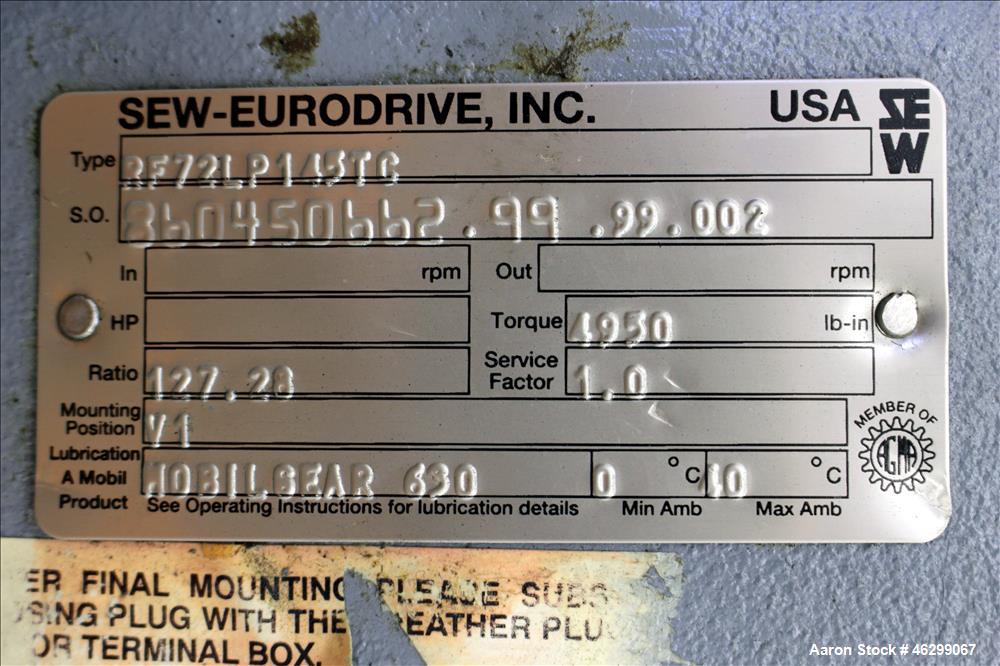 SEW-EURODRIVE, INC. USA SEW
Type RF72LP145TC
S.O. 860450662.99.99.002
In rpm Out rpm
HP Torque 4950 lb-in
Ratio 127.28 Service Factor 1.0
Mounting Position V1
Lubrication
A Mobil MOBILGEAR 630 0 °C 40 °C
Product See Operating Instructions for lubrication details Min Amb Max Amb
MEMBER OF
AGMA
ER FINAL MOUNTING PLEASE SUBS
SING PLUG WITH THE EATHER PLU
OR TERMINAL BOX.
Aaron Stock # 46299067